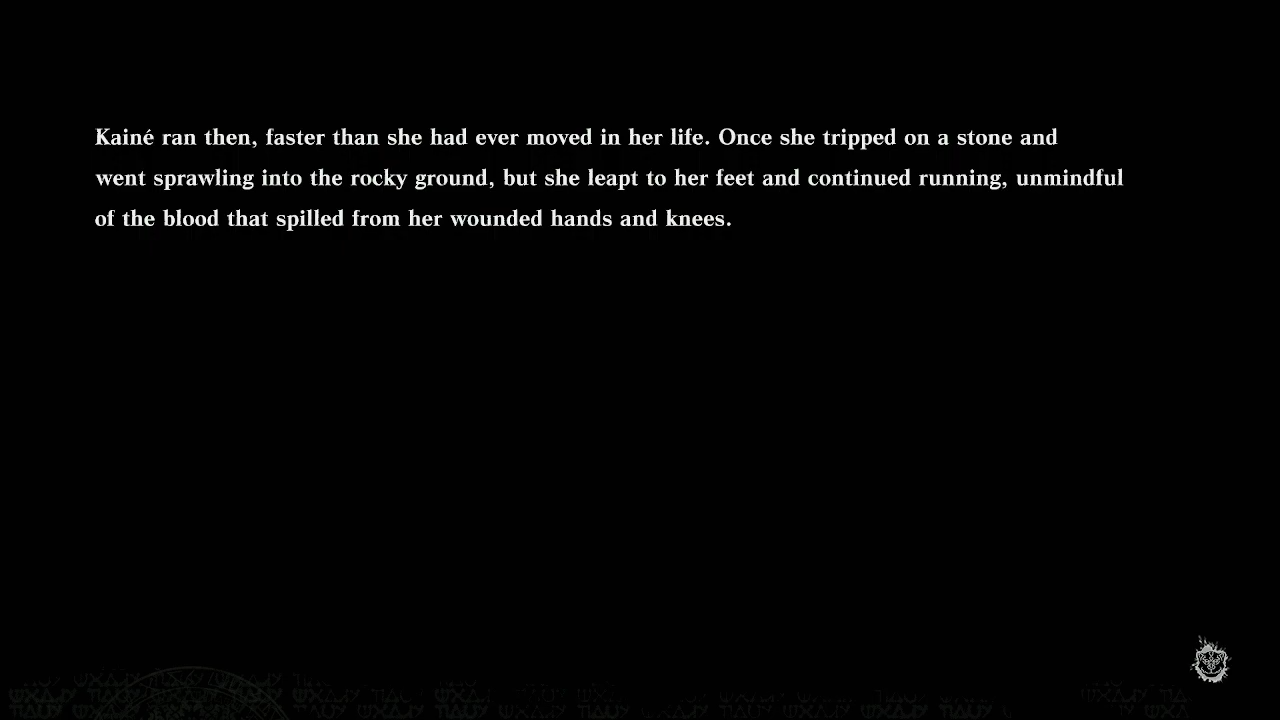 Kainé ran then, faster than she had ever moved in her life. Once she tripped on a stone and
went sprawling into the rocky ground, but she leapt to her feet and continued running, unmindful
of the blood that spilled from her wounded hands and knees.